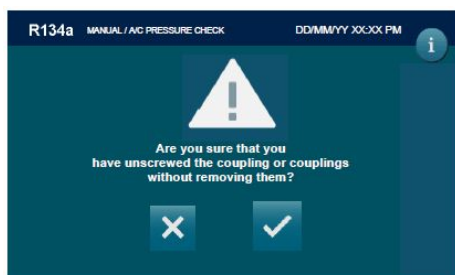 R134a MANUAL / A/C PRESSURE CHECK DD/MM/YY XX:XX PM
i
!
Are you sure that you
have unscrewed the coupling or couplings
without removing them?